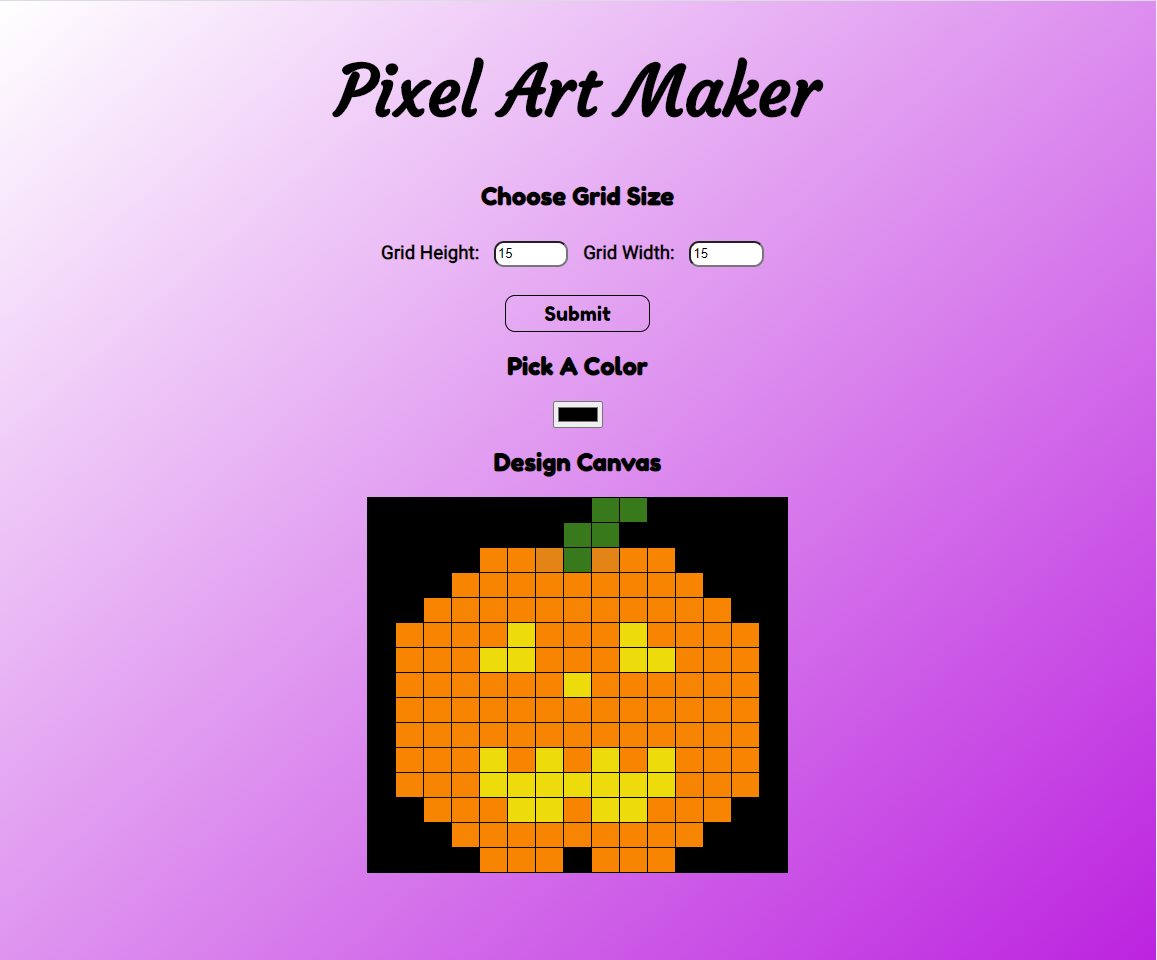 Pixel Art Maker
Choose Grid Size
Grid Height: 15 Grid Width: 15
Submit
Pick A Color
Design Canvas